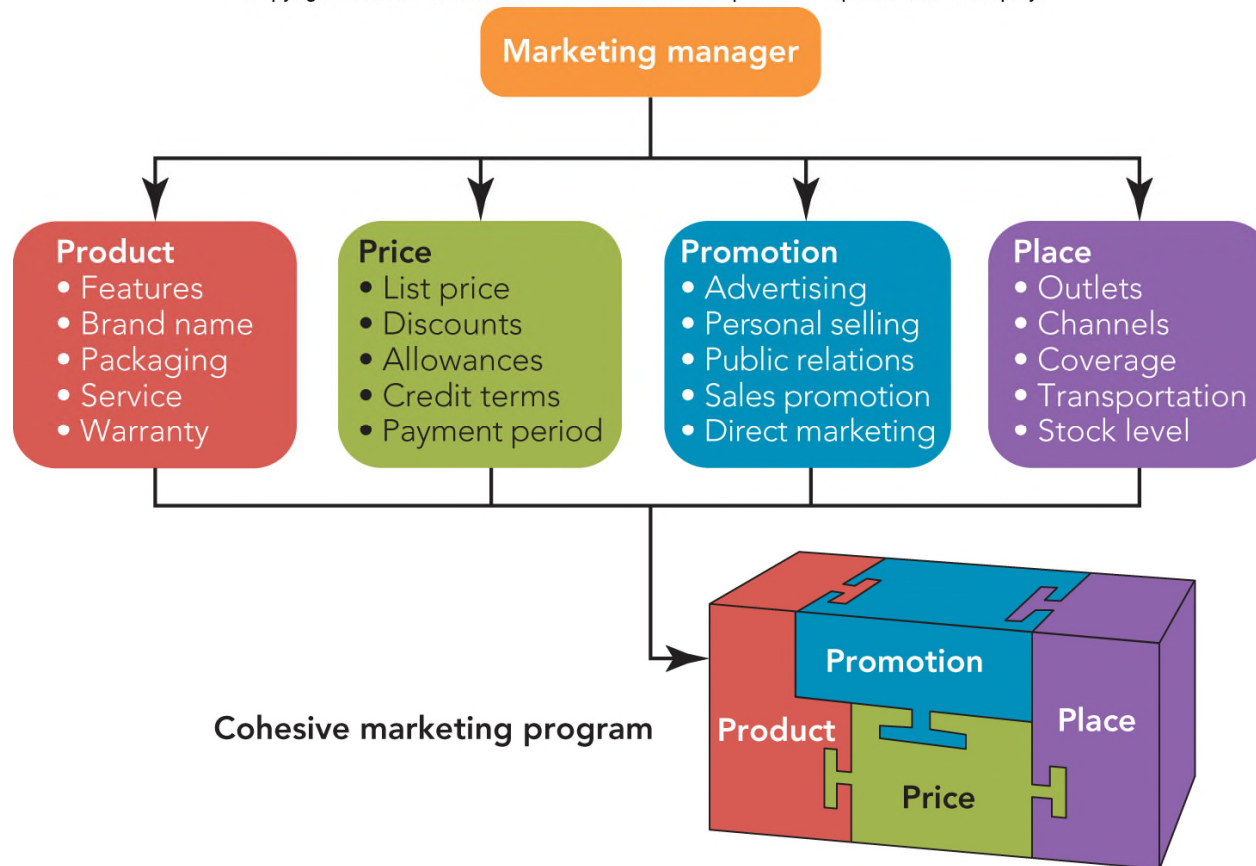 Marketing manager
Product
• Features
• Brand name
• Packaging
• Service
• Warranty
Price
• List price
• Discounts
• Allowances
• Credit terms
• Payment period
Promotion
• Advertising
• Personal selling
• Public relations
• Sales promotion
• Direct marketing
Place
• Outlets
• Channels
• Coverage
• Transportation
• Stock level
Cohesive marketing program
Promotion
Product
Place
Price